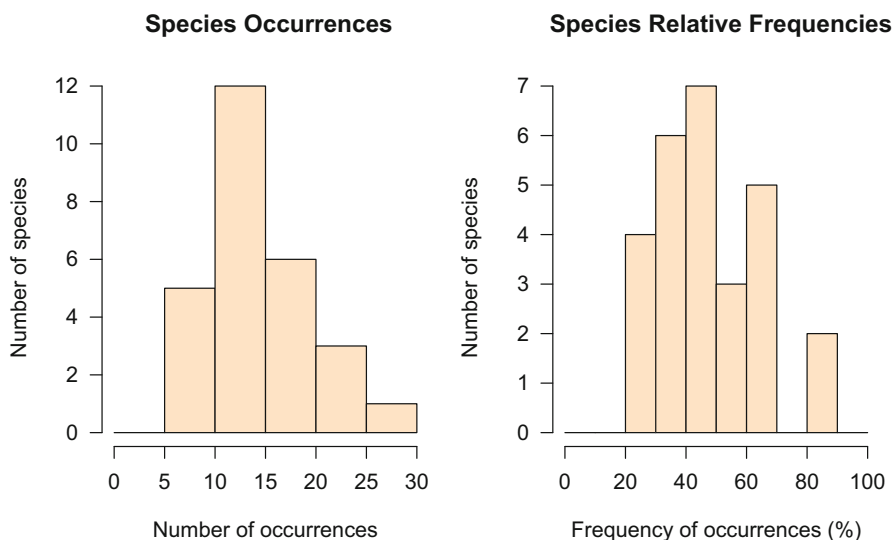 Species Occurrences
Number of species
12
10
8
6
4
2
0
0 5 10 15 20 25 30
Number of occurrences
Species Relative Frequencies
Number of species
7
6
5
4
3
2
1
0
0 20 40 60 80 100
Frequency of occurrences (%)